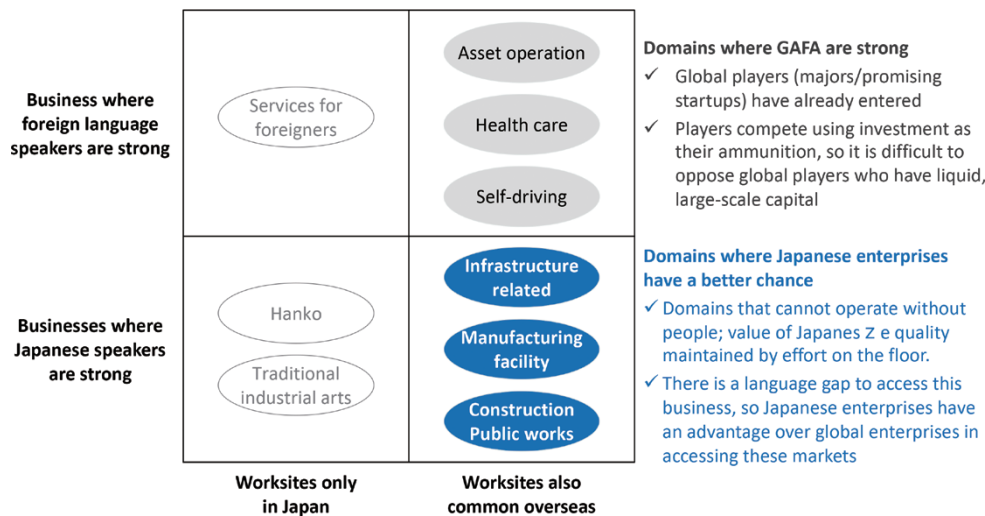 Business where
foreign language
speakers are strong
Services for
foreigners
Asset operation
Health care
Self-driving
Domains where GAFA are strong
✓ Global players (majors/promising
startups) have already entered
✓ Players compete using investment as
their ammunition, so it is difficult to
oppose global players who have liquid,
large-scale capital
Businesses where
Japanese speakers
are strong
Hanko
Traditional
industrial arts
Infrastructure
related
Manufacturing
facility
Construction
Public works
Domains where Japanese enterprises
have a better chance
✓ Domains that cannot operate without
people; value of Japanes z e quality
maintained by effort on the floor.
✓ There is a language gap to access this
business, so Japanese enterprises have
an advantage over global enterprises in
accessing these markets
Worksites only
in Japan
Worksites also
common overseas